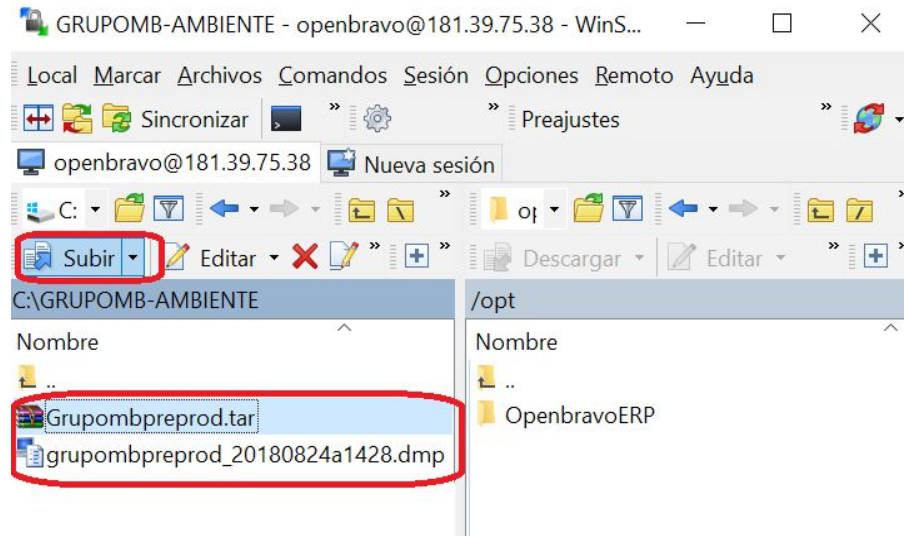 GRUPOMB-AMBIENTE - openbravo@181.39.75.38 - WinS...
Local Marcar Archivos Comandos Sesión Opciones Remoto Ayuda
Sincronizar » » Preajustes »
openbravo@181.39.75.38 Nueva sesión
C: » »
Subir Editar » » Descargar Editar » »
C:\GRUPOMB-AMBIENTE /opt
Nombre Nombre
.. ..
Grupombpreprod.tar OpenbravoERP
grupombpreprod_20180824a1428.dmp